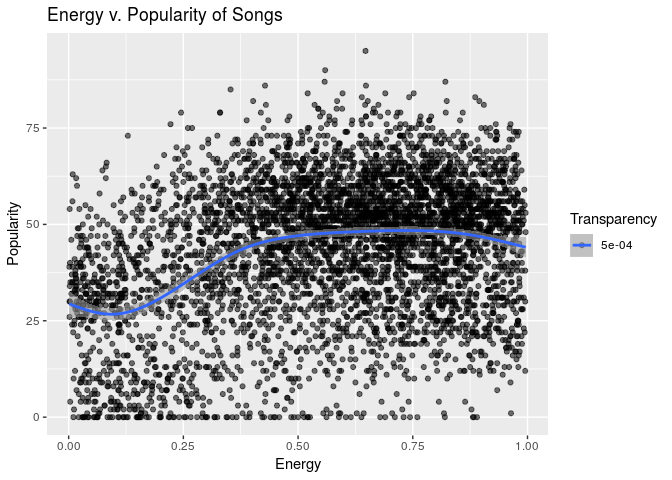 Energy v. Popularity of Songs
Popularity
75
50
25
0
0.00 0.25 0.50 0.75 1.00
Energy
Transparency
5e-04